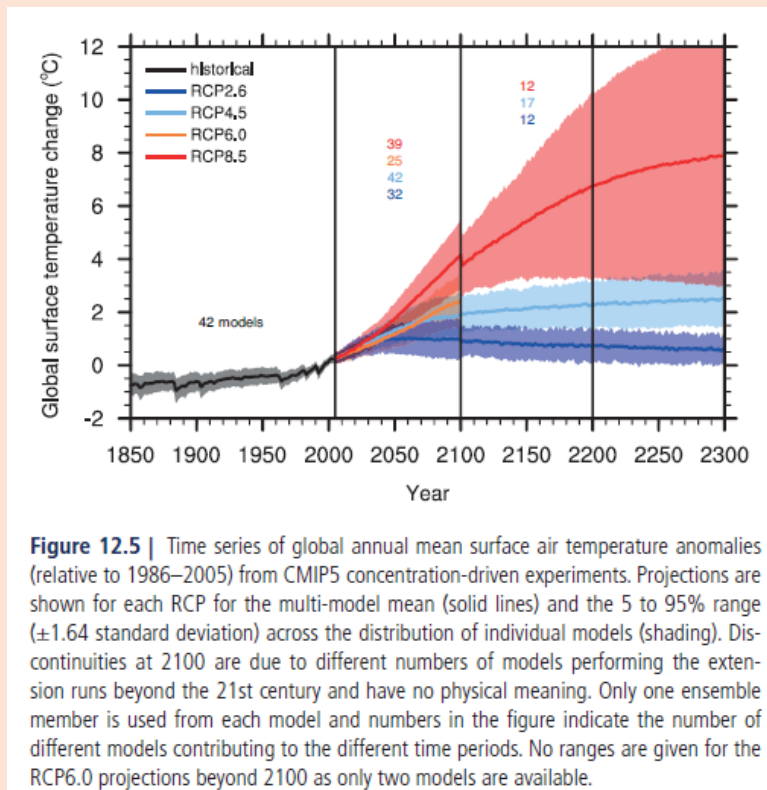 12
10
8
6
4
2
0
-2
Global surface temperature change (°C)
historical
RCP2.6
RCP4.5
RCP6.0
RCP8.5
39
25
42
32
12
17
12
42 models
1850 1900 1950 2000 2050 2100 2150 2200 2250 2300
Year
Figure 12.5 | Time series of global annual mean surface air temperature anomalies
(relative to 1986–2005) from CMIP5 concentration-driven experiments. Projections are
shown for each RCP for the multi-model mean (solid lines) and the 5 to 95% range
(±1.64 standard deviation) across the distribution of individual models (shading). Dis-
continuities at 2100 are due to different numbers of models performing the exten-
sion runs beyond the 21st century and have no physical meaning. Only one ensemble
member is used from each model and numbers in the figure indicate the number of
different models contributing to the different time periods. No ranges are given for the
RCP6.0 projections beyond 2100 as only two models are available.